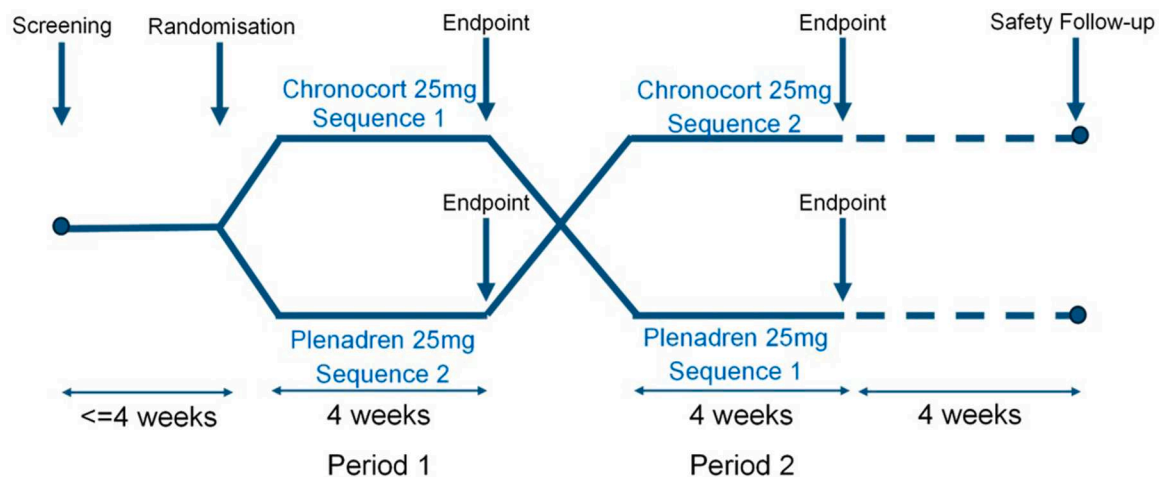 Screening
Randomisation
Endpoint
Endpoint
Safety Follow-up
Chronocort 25mg
Sequence 1
Chronocort 25mg
Sequence 2
Endpoint
Endpoint
Plenadren 25mg
Sequence 2
Plenadren 25mg
Sequence 1
<=4 weeks
4 weeks
4 weeks
4 weeks
Period 1
Period 2